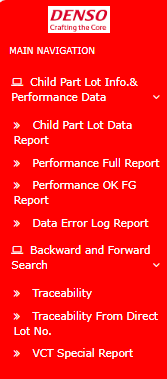 DENSO
Crafting the Core
MAIN NAVIGATION
Child Part Lot Info.&
Performance Data
Child Part Lot Data
Report
Performance Full Report
Performance OK FG
Report
Data Error Log Report
Backward and Forward
Search
Traceability
Traceability From Direct
Lot No.
VCT Special Report